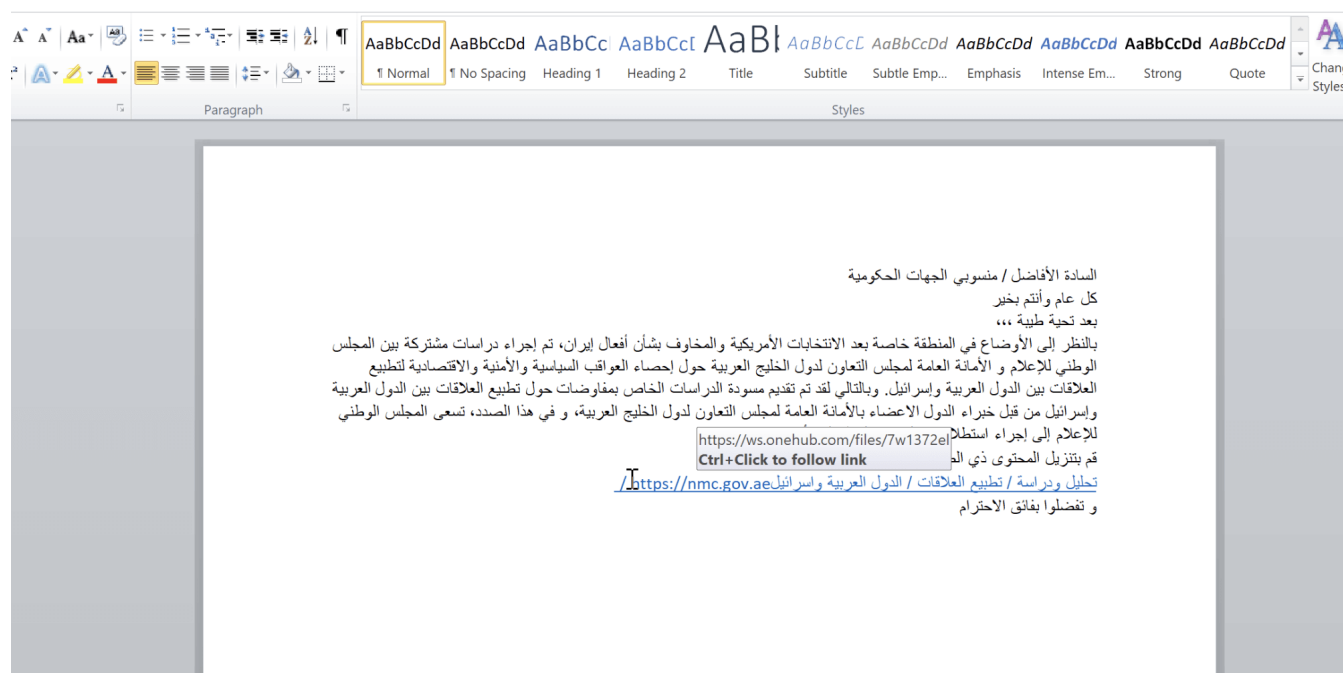 Aa
AaBbCcDd AaBbCcDd AaBbCc AaBbCcI AaBl AaBbCcD AaBbCcDd AaBbCcDd AaBbCcDd AaBbCcDd AaBbCcDd
¶ Normal ¶ No Spacing Heading 1 Heading 2 Title Subtitle Subtle Emp... Emphasis Intense Em... Strong Quote
Styles
Paragraph Styles
السادة الأفاضل / منسوبي الجهات الحكومية
كل عام وأنتم بخير
بعد تحية طيبة ،،،
بالنظر إلى الأوضاع في المنطقة خاصة بعد الانتخابات الأمريكية والمخاوف بشأن أفعال إيران، تم إجراء دراسات مشتركة بين المجلس
الوطني للإعلام و الأمانة العامة لمجلس التعاون لدول الخليج العربية حول إحصاء العواقب السياسية والأمنية والاقتصادية لتطبيع
العلاقات بين الدول العربية وإسرائيل. وبالتالي لقد تم تقديم مسودة الدراسات الخاص بمفاوضات حول تطبيع العلاقات بين الدول العربية
وإسرائيل من قبل خبراء الدول الاعضاء بالأمانة العامة لمجلس التعاون لدول الخليج العربية، و في هذا الصدد، تسعى المجلس الوطني
للإعلام إلى إجراء
https://ws.onehub.com/files/7w1372el
Ctrl+Click to follow link
قم بتنزيل المحتوى ذي
تحليل ودراسة / تطبيع العلاقات / الدول العربية واسرائيلhttps://nmc.gov.ae /
و تفضلوا بفائق الاحترام